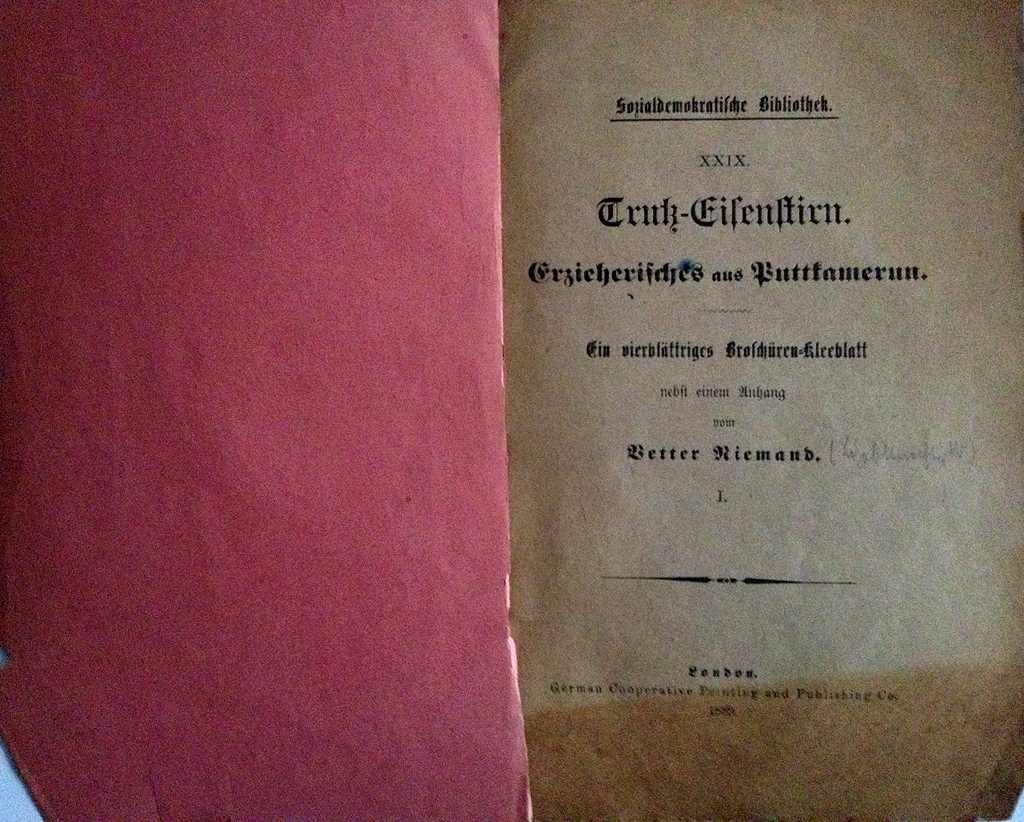 Sozialdemokratische Bibliothek.
XXIX.
Trutz-Eisenstirn.
Erzieherisches aus Puttkamerun.
Ein vierblättriges Broschüren-Kleeblatt
nebst einem Anhang
vom
Vetter Niemand.
I.
London.
German Cooperative Printing and Publishing Co.
1889.